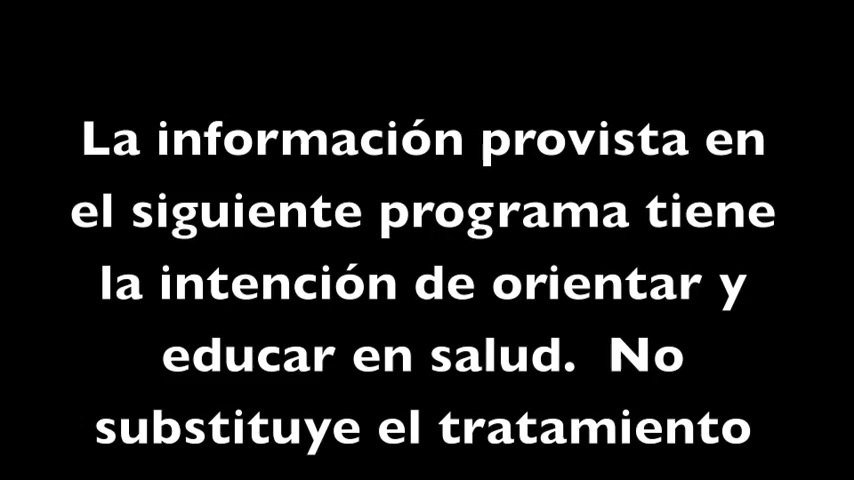 La información provista en
el siguiente programa tiene
la intención de orientar y
educar en salud.  No
substituye el tratamiento